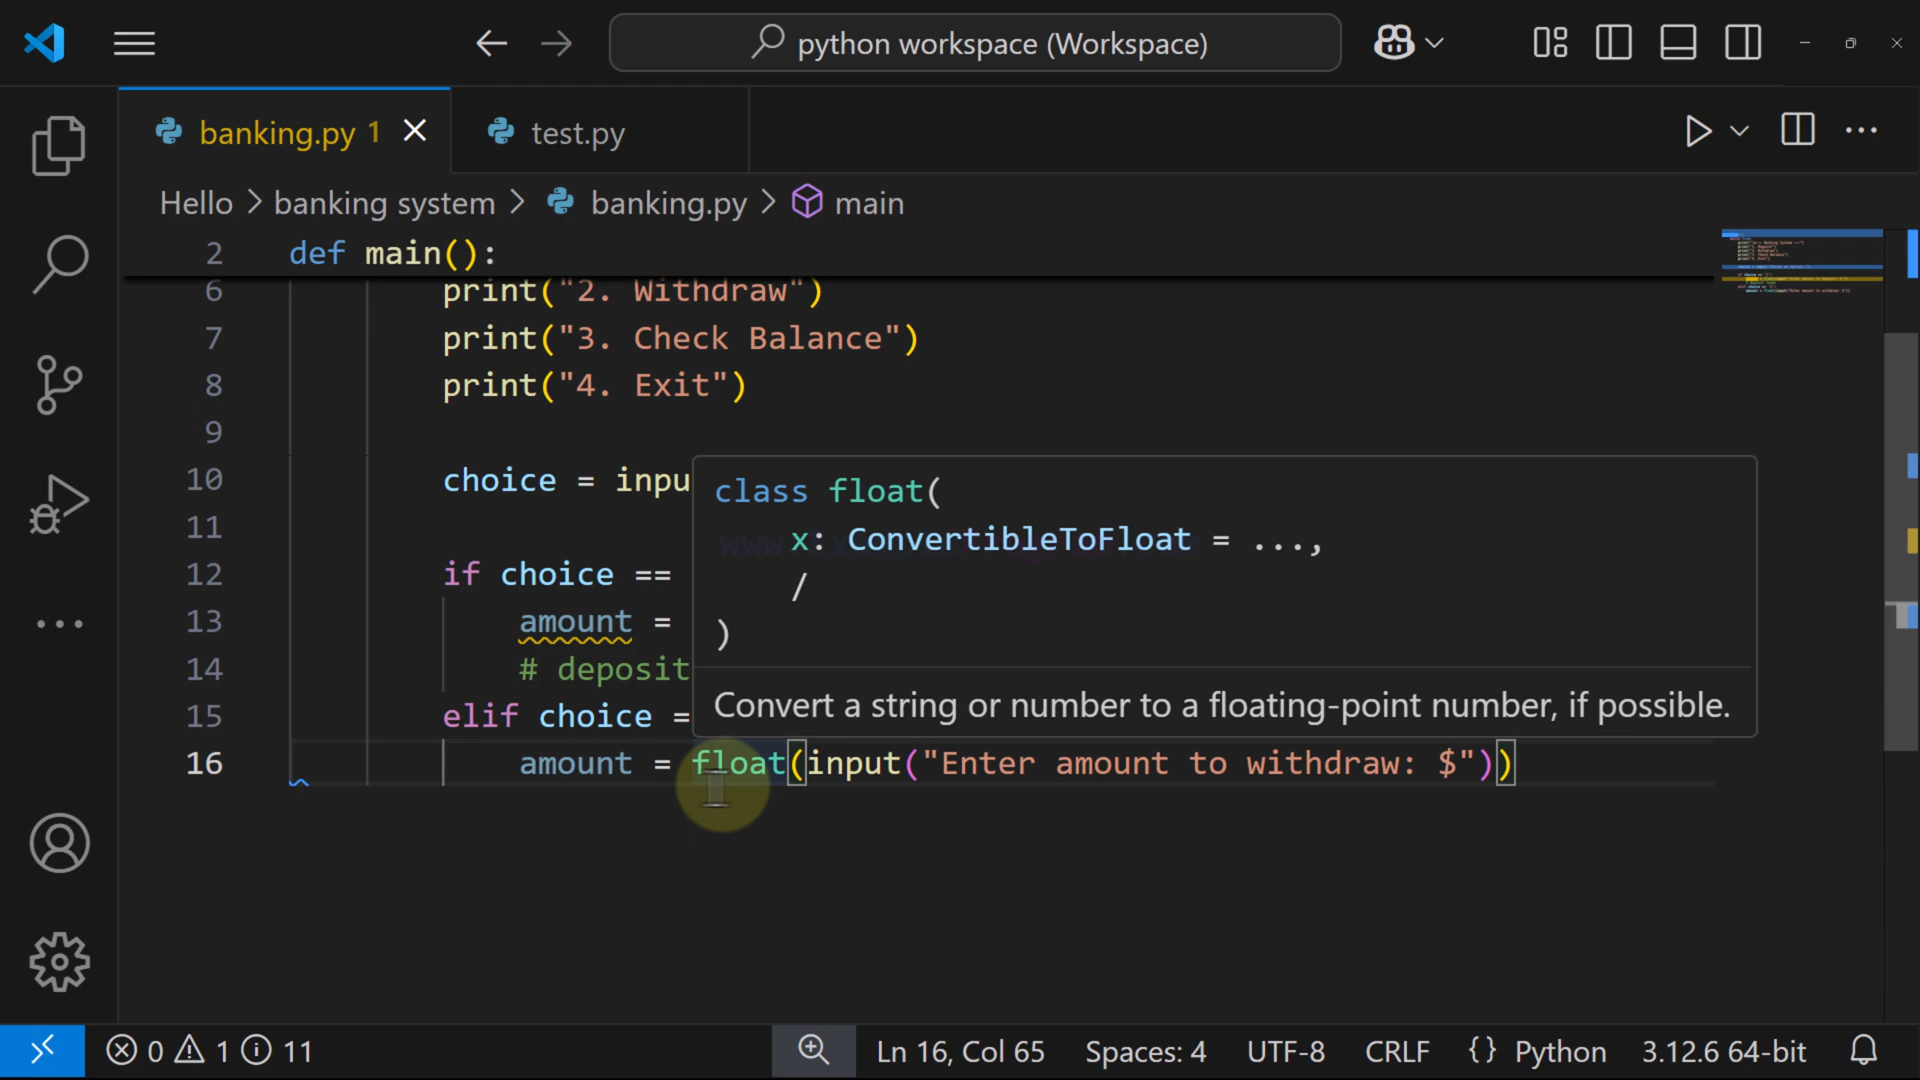 python workspace (Workspace)
banking.py 1
test.py
Hello > banking system > banking.py > main
2 def main():
6 print("2. Withdraw")
7 print("3. Check Balance")
8 print("4. Exit")
9
10 choice = inpu
class float(
11 x: ConvertibleToFloat = ...,
12 if choice ==
/
13 amount =
)
14 # deposit
15 elif choice =
Convert a string or number to a floating-point number, if possible.
16 amount = float(input("Enter amount to withdraw: $"))
0 1 11
Ln 16, Col 65 Spaces: 4 UTF-8 CRLF {} Python 3.12.6 64-bit